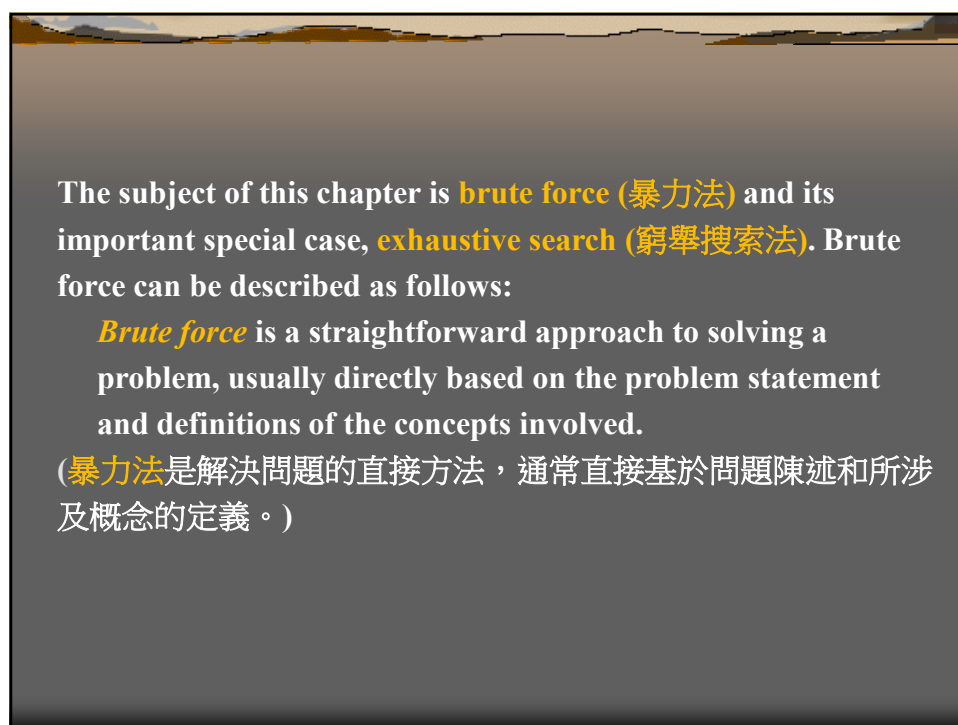 The subject of this chapter is brute force (暴力法) and its
important special case, exhaustive search (窮舉搜索法). Brute
force can be described as follows:
Brute force is a straightforward approach to solving a
problem, usually directly based on the problem statement
and definitions of the concepts involved.
(暴力法是解決問題的直接方法，通常直接基於問題陳述和所涉
及概念的定義。)